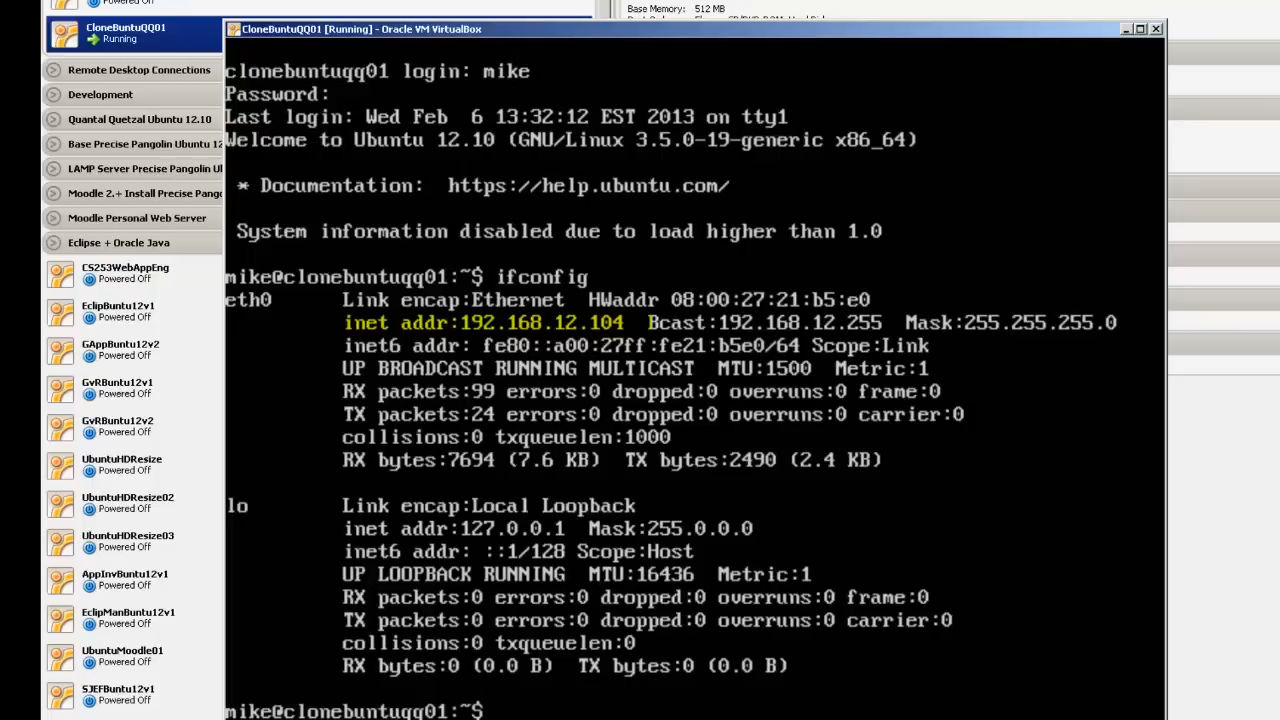 Powered Off
Base Memory: 512 MB
CloneBuntuQQ01
Running
CloneBuntuQQ01 [Running] - Oracle VM VirtualBox
Remote Desktop Connections
Development
Quantal Quetzal Ubuntu 12.10
Base Precise Pangolin Ubuntu 12
LAMP Server Precise Pangolin
Moodle 2.+ Install Precise Pango
Moodle Personal Web Server
Eclipse + Oracle Java
CS253WebAppEng
Powered Off
EclipBuntu12v1
Powered Off
GAppBuntu12v2
Powered Off
GvRBuntu12v1
Powered Off
GvRBuntu12v2
Powered Off
UbuntuHDResize
Powered Off
UbuntuHDResize02
Powered Off
UbuntuHDResize03
Powered Off
AppInvBuntu12v1
Powered Off
EclipManBuntu12v1
Powered Off
UbuntuMoodle01
Powered Off
SJEFBuntu12v1
Powered Off
clonebuntuqq01 login: mike
Password:
Last login: Wed Feb  6 13:32:12 EST 2013 on tty1
Welcome to Ubuntu 12.10 (GNU/Linux 3.5.0-19-generic x86_64)
* Documentation:  https://help.ubuntu.com/
System information disabled due to load higher than 1.0
mike@clonebuntuqq01:~$ ifconfig
eth0      Link encap:Ethernet  HWaddr 08:00:27:21:b5:e0
inet addr:192.168.12.104  Bcast:192.168.12.255  Mask:255.255.255.0
inet6 addr: fe80::a00:27ff:fe21:b5e0/64 Scope:Link
UP BROADCAST RUNNING MULTICAST  MTU:1500  Metric:1
RX packets:99 errors:0 dropped:0 overruns:0 frame:0
TX packets:24 errors:0 dropped:0 overruns:0 carrier:0
collisions:0 txqueuelen:1000
RX bytes:7694 (7.6 KB)  TX bytes:2490 (2.4 KB)
lo        Link encap:Local Loopback
inet addr:127.0.0.1  Mask:255.0.0.0
inet6 addr: ::1/128 Scope:Host
UP LOOPBACK RUNNING  MTU:16436  Metric:1
RX packets:0 errors:0 dropped:0 overruns:0 frame:0
TX packets:0 errors:0 dropped:0 overruns:0 carrier:0
collisions:0 txqueuelen:0
RX bytes:0 (0.0 B)  TX bytes:0 (0.0 B)
mike@clonebuntuqq01:~$